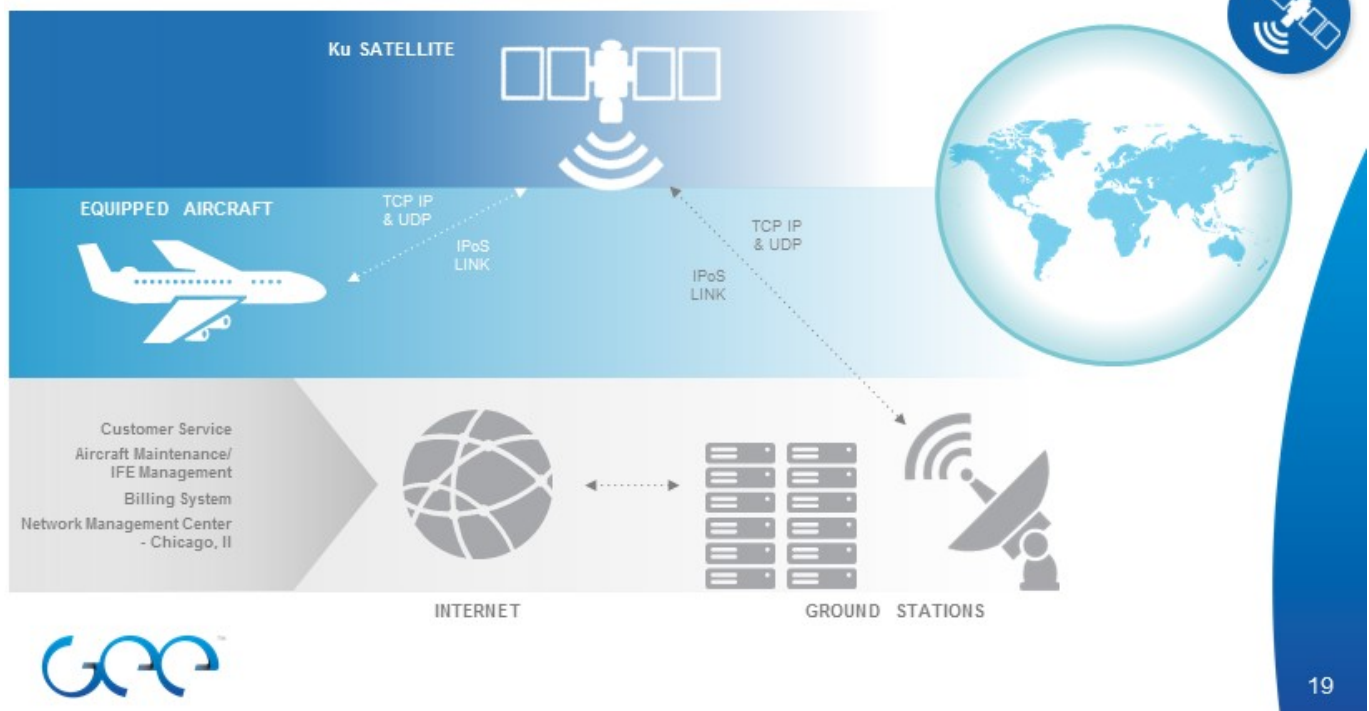 Ku SATELLITE
EQUIPPED AIRCRAFT
TCP IP
& UDP
IPoS
LINK
TCP IP
& UDP
IPoS
LINK
Customer Service
Aircraft Maintenance/
IFE Management
Billing System
Network Management Center
- Chicago, Il
INTERNET
GROUND STATIONS
Gee
19